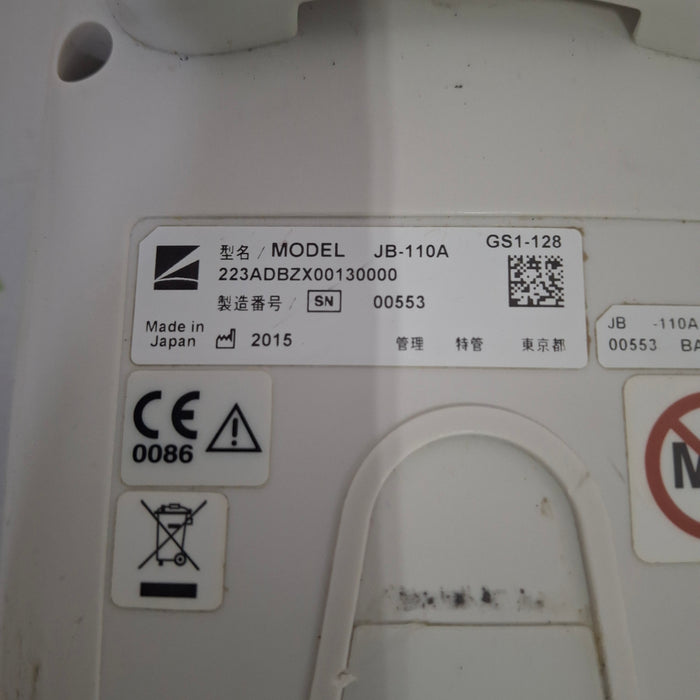 型名 / MODEL JB-110A GS1-128
223ADBZX00130000
製造番号 / SN 00553
Made in
Japan 2015 管理 特管 東京都
JB -110A
00553 BA
CE
0086
M